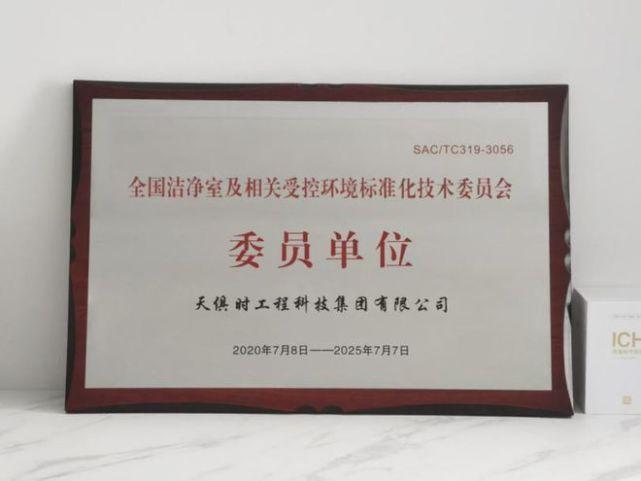 SAC/TC319-3056
全国洁净室及相关受控环境标准化技术委员会
委员单位
天俱时工程科技集团有限公司
2020年7月8日——2025年7月7日
ICH